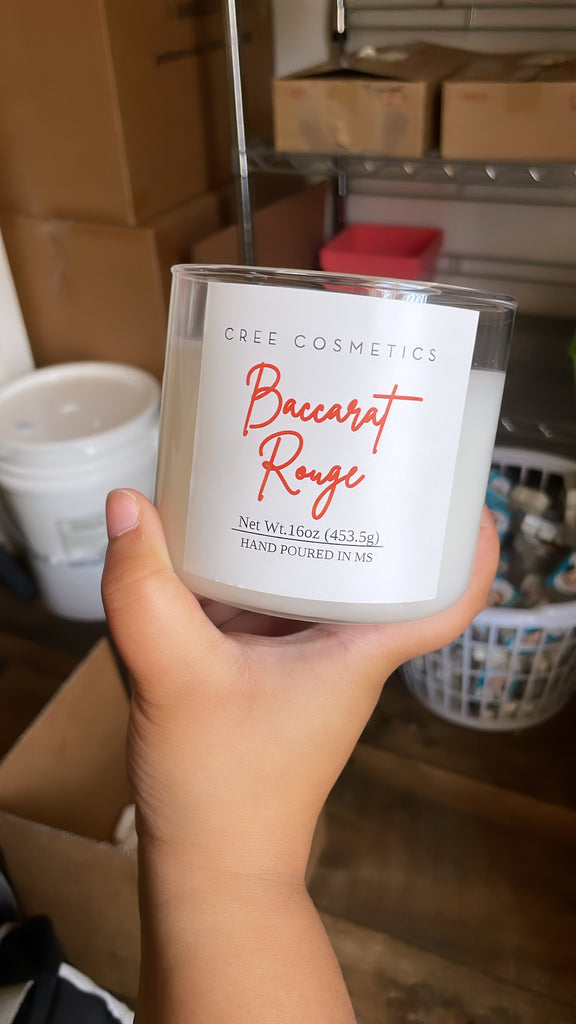 CREE COSMETICS
Baccarat
Rouge
Net Wt.16oz (453.5g)
HAND POURED IN MS